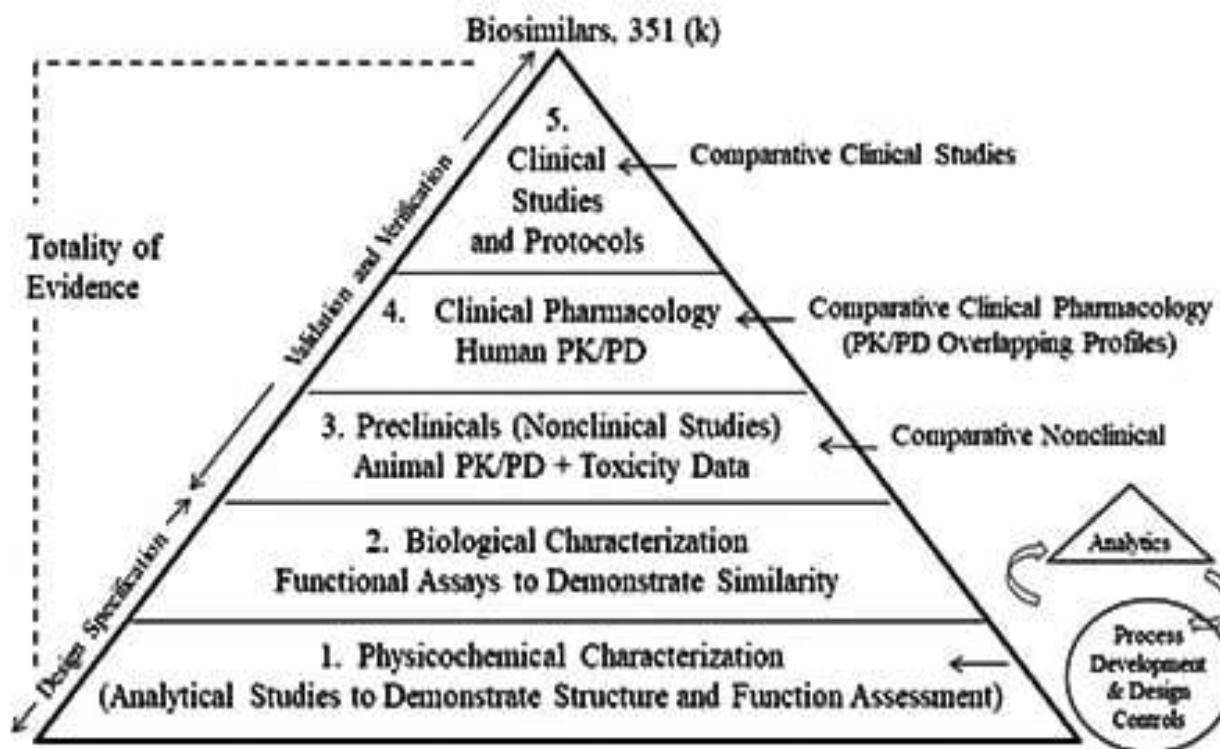 Biosimilars, 351 (k)
5.
Clinical
Studies
and Protocols
Comparative Clinical Studies
Totality of
Evidence
Validation and Verification
4. Clinical Pharmacology
Human PK/PD
Comparative Clinical Pharmacology
(PK/PD Overlapping Profiles)
3. Preclinicals (Nonclinical Studies)
Animal PK/PD + Toxicity Data
Comparative Nonclinical
Design Specification
2. Biological Characterization
Functional Assays to Demonstrate Similarity
Analytics
1. Physicochemical Characterization
(Analytical Studies to Demonstrate Structure and Function Assessment)
Process
Development
& Design
Controls